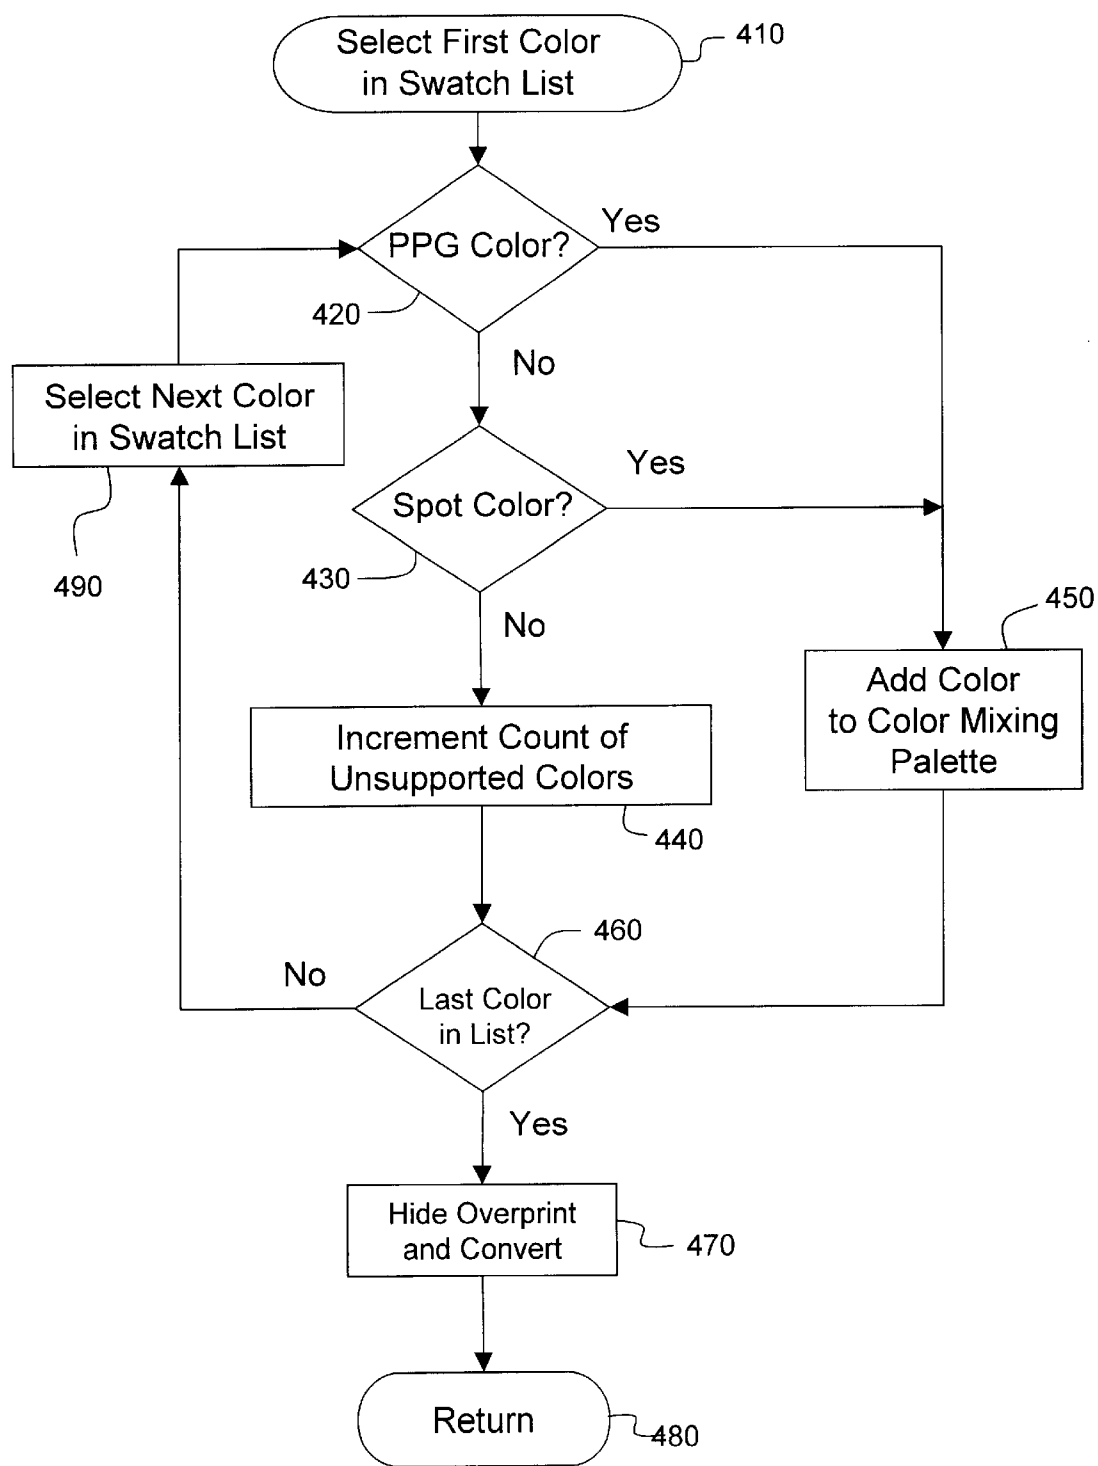 Select First Color
in Swatch List
410
PPG Color?
Yes
420
No
Select Next Color
in Swatch List
490
Spot Color?
Yes
430
No
450
Add Color
to Color Mixing
Palette
Increment Count of
Unsupported Colors
440
460
No
Last Color
in List?
Yes
Hide Overprint
and Convert
470
Return
480